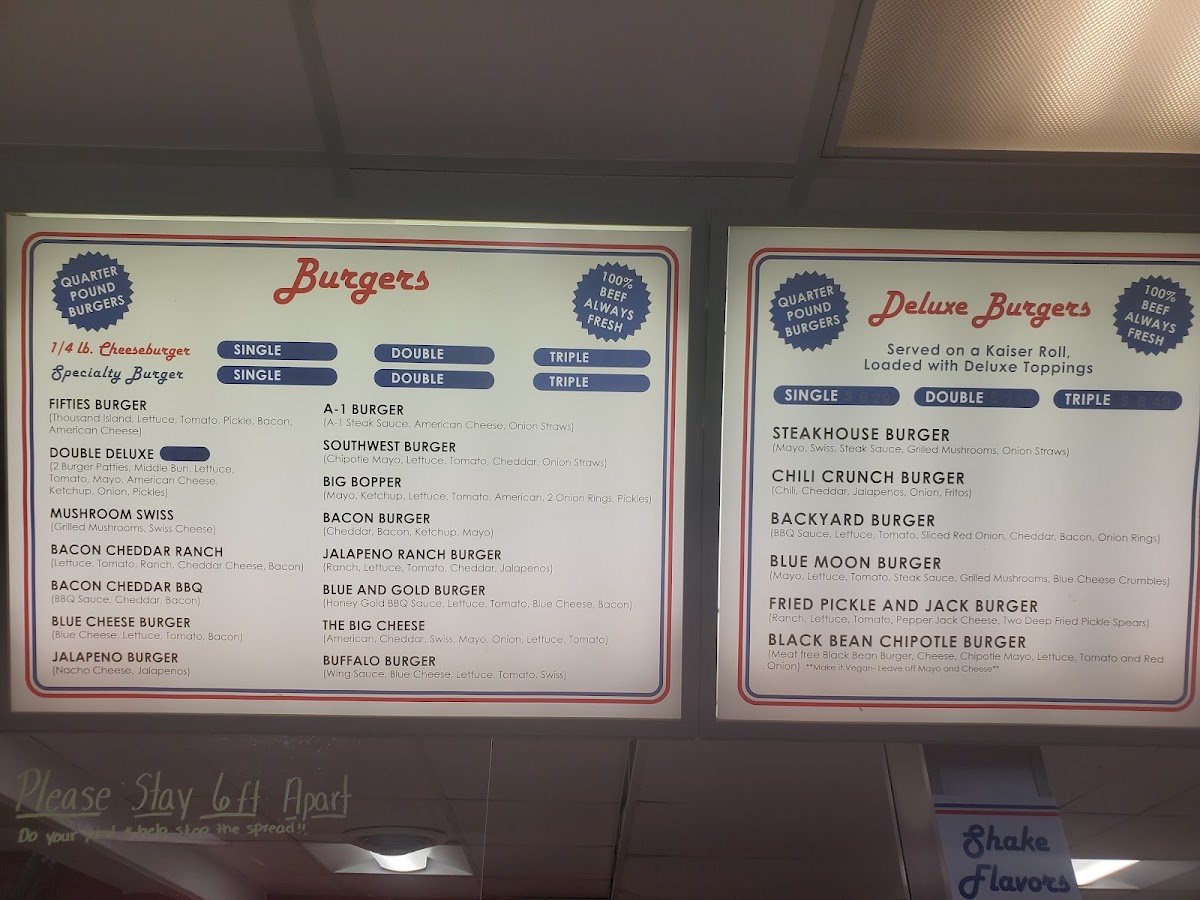 QUARTER
POUND
BURGERS
Burgers
100%
BEEF
ALWAYS
FRESH
1/4 lb. Cheeseburger SINGLE DOUBLE TRIPLE
Specialty Burger SINGLE DOUBLE TRIPLE
FIFTIES BURGER
(Thousand Island, Lettuce, Tomato, Pickle, Bacon,
American Cheese)
DOUBLE DELUXE
(2 Burger Patties, Middle Bun, Lettuce,
Tomato, Mayo, American Cheese,
Ketchup, Onion, Pickles)
MUSHROOM SWISS
(Grilled Mushrooms, Swiss Cheese)
BACON CHEDDAR RANCH
(Lettuce, Tomato, Ranch, Cheddar Cheese, Bacon)
BACON CHEDDAR BBQ
(BBQ Sauce, Cheddar, Bacon)
BLUE CHEESE BURGER
(Blue Cheese, Lettuce, Tomato, Bacon)
JALAPENO BURGER
(Nacho Cheese, Jalapenos)
A-1 BURGER
(A-1 Steak Sauce, American Cheese, Onion Straws)
SOUTHWEST BURGER
(Chipotle Mayo, Lettuce, Tomato, Cheddar, Onion Straws)
BIG BOPPER
(Mayo, Ketchup, Lettuce, Tomato, American, 2 Onion Rings, Pickles)
BACON BURGER
(Cheddar, Bacon, Ketchup, Mayo)
JALAPENO RANCH BURGER
(Ranch, Lettuce, Tomato, Cheddar, Jalapenos)
BLUE AND GOLD BURGER
(Honey Gold BBQ Sauce, Lettuce, Tomato, Blue Cheese, Bacon)
THE BIG CHEESE
(American, Cheddar, Swiss, Mayo, Onion, Lettuce, Tomato)
BUFFALO BURGER
(Wing Sauce, Blue Cheese, Lettuce, Tomato, Swiss)
QUARTER
POUND
BURGERS
Deluxe Burgers
100%
BEEF
ALWAYS
FRESH
Served on a Kaiser Roll,
Loaded with Deluxe Toppings
SINGLE DOUBLE TRIPLE
STEAKHOUSE BURGER
(Mayo, Swiss, Steak Sauce, Grilled Mushrooms, Onion Straws)
CHILI CRUNCH BURGER
(Chili, Cheddar, Jalapenos, Onion, Fritos)
BACKYARD BURGER
(BBQ Sauce, Lettuce, Tomato, Sliced Red Onion, Cheddar, Bacon, Onion Rings)
BLUE MOON BURGER
(Mayo, Lettuce, Tomato, Steak Sauce, Grilled Mushrooms, Blue Cheese Crumbles)
FRIED PICKLE AND JACK BURGER
(Ranch, Lettuce, Tomato, Pepper Jack Cheese, Two Deep Fried Pickle Spears)
BLACK BEAN CHIPOTLE BURGER
(Meat free Black Bean Burger, Cheese, Chipotle Mayo, Lettuce, Tomato and Red
Onion) **Make it Vegan- Leave off Mayo and Cheese**
Please Stay 6ft Apart
Do your part & help stop the spread!!
Shake
Flavors